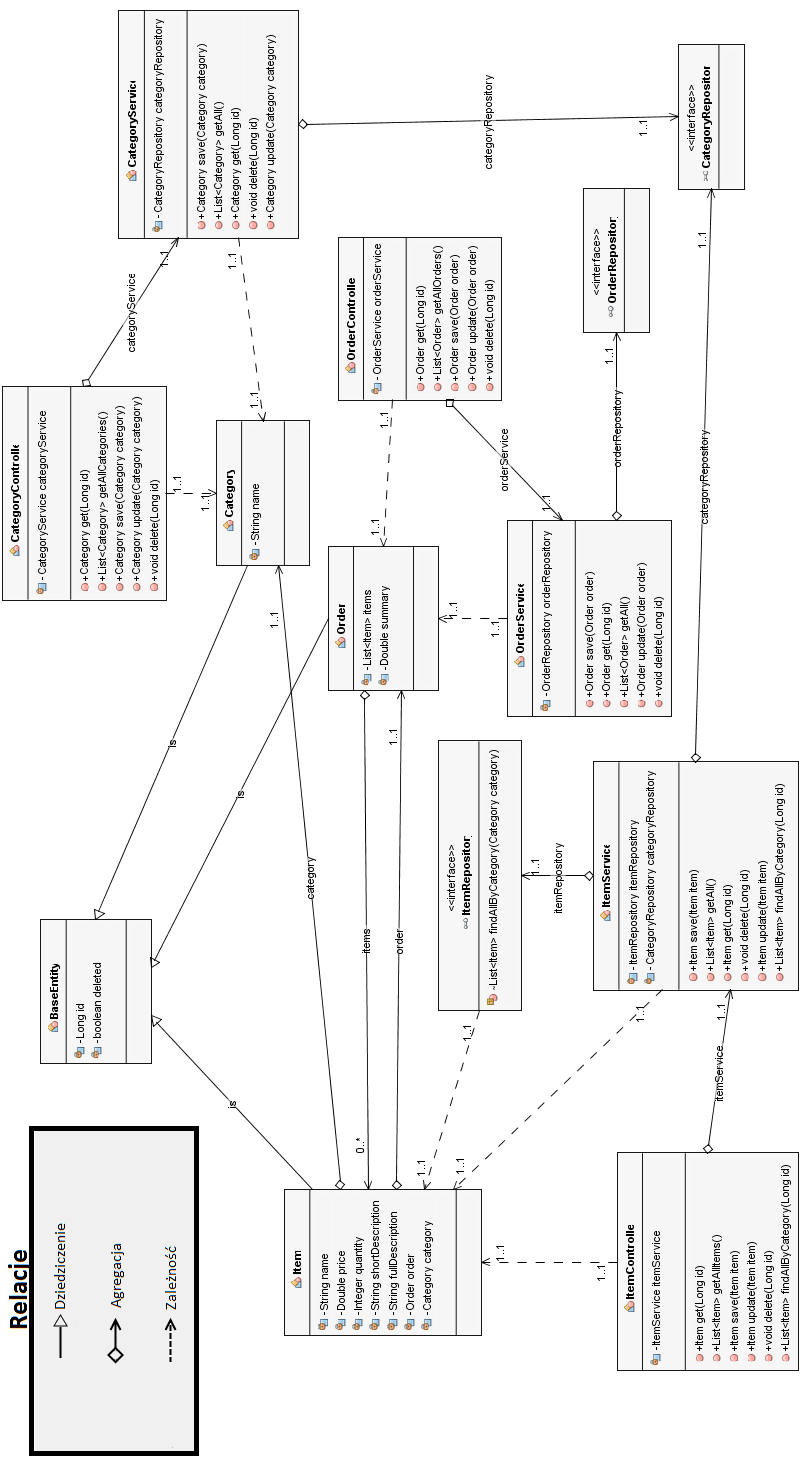 Relacje
Dziedziczenie
Agregacja
Zależność
BaseEntity
- Long id
- boolean deleted
CategoryControlle
- CategoryService categoryService
+Category get(Long id)
+List<Category> getAllCategories()
+Category save(Category category)
+Category update(Category category)
+void delete(Long id)
CategoryService
- CategoryRepository categoryRepository
+Category save(Category category)
+List<Category> getAll()
+Category get(Long id)
+void delete(Long id)
+Category update(Category category)
categoryService
1..1
1..1
1..1
1..1
1..1
Category
- String name
is
is
is
Item
- String name
- Double price
- Integer quantity
- String shortDescription
- String fullDescription
- Order order
- Category category
category
1..1
items
0..*
order
1..1
Order
- List<Item> items
- Double summary
OrderControlle
- OrderService orderService
+Order get(Long id)
+List<Order> getAllOrders()
+Order save(Order order)
+Order update(Order order)
+void delete(Long id)
1..1
1..1
orderService
1..1
OrderService
- OrderRepository orderRepository
+Order save(Order order)
+Order get(Long id)
+List<Order> getAll()
+Order update(Order order)
+void delete(Long id)
1..1
1..1
orderRepository
1..1
<<interface>>
OrderRepository
categoryRepository
1..1
<<interface>>
CategoryRepositor
categoryRepository
1..1
<<interface>>
ItemRepository
~List<Item> findAllByCategory(Category category)
1..1
1..1
itemRepository
1..1
ItemService
- ItemRepository itemRepository
- CategoryRepository categoryRepository
+Item save(Item item)
+List<Item> getAll()
+Item get(Long id)
+void delete(Long id)
+Item update(Item item)
+List<Item> findAllByCategory(Long id)
1..1
1..1
itemService
1..1
ItemControlle
- ItemService itemService
+Item get(Long id)
+List<Item> getAllItems()
+Item save(Item item)
+Item update(Item item)
+void delete(Long id)
+List<Item> findAllByCategory(Long id)
1..1
1..1